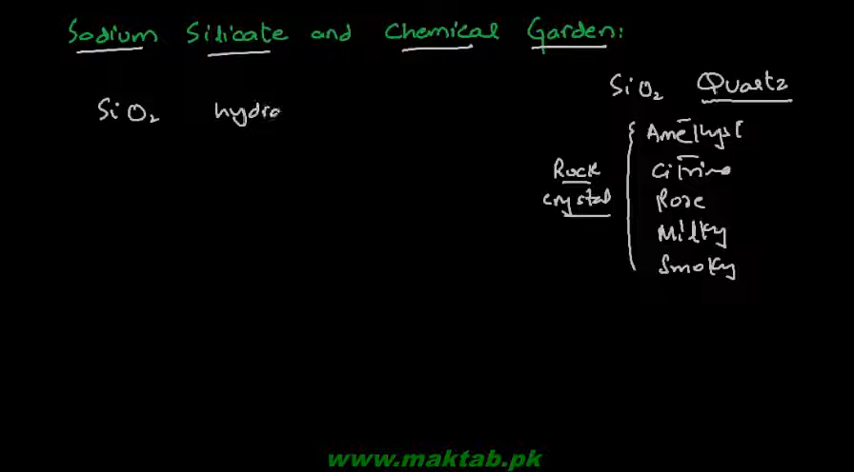 Sodium Silicate and Chemical Garden:
SiO2 Quartz
SiO2 hydro
Amethyst
Rock Citrine
crystal Rose
Milky
Smoky
www.maktab.pk